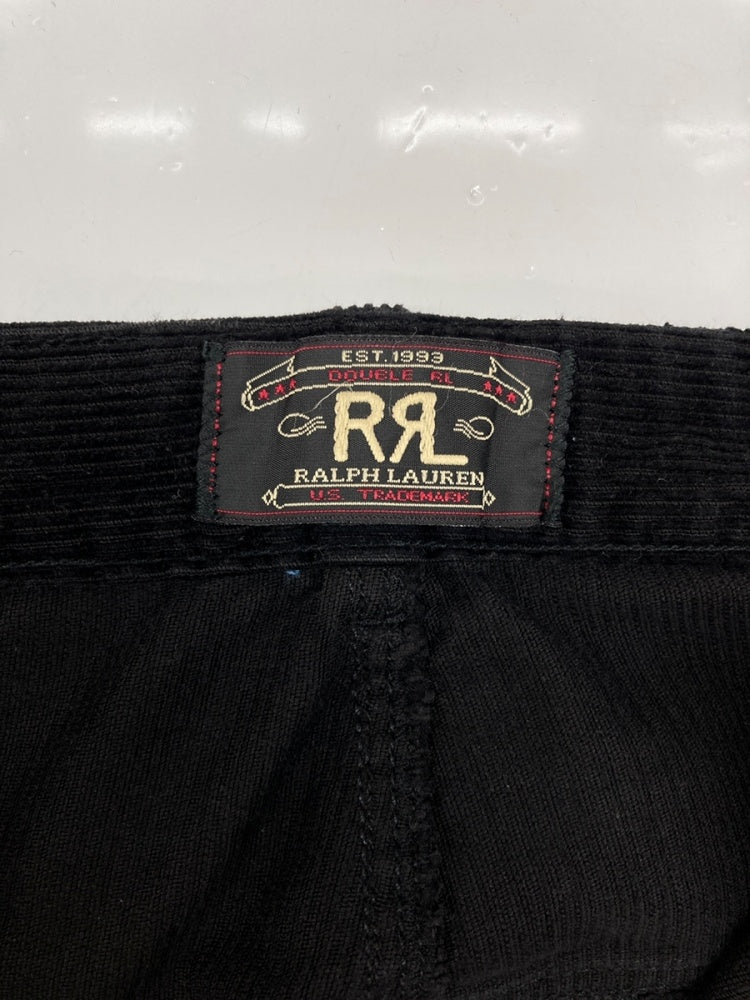 EST. 1993
DOUBLE RL
RRL
RALPH LAUREN
U.S. TRADEMARK